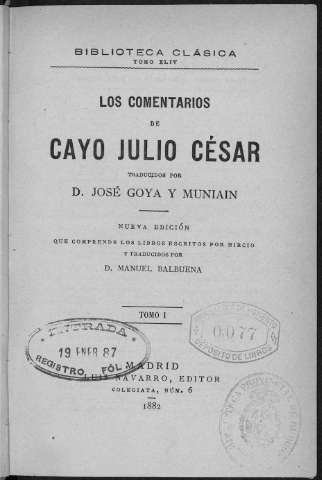 BIBLIOTECA CLÁSICA
TOMO XLIV
LOS COMENTARIOS
DE
CAYO JULIO CÉSAR
TRADUCIDOS POR
D. JOSÉ GOYA Y MUNIAIN
NUEVA EDICIÓN
QUE COMPRENDE LOS LIBROS ESCRITOS POR HIRCIO
Y TRADUCIDOS POR
D. MANUEL BALBUENA
TOMO I
ENTRADA
19 ENER 87
REGISTRO, FÓL
0077
DEPÓSITO DE LIBROS
MADRID
LUIS NAVARRO, EDITOR
COLEGIATA, NÚM. 6
1882